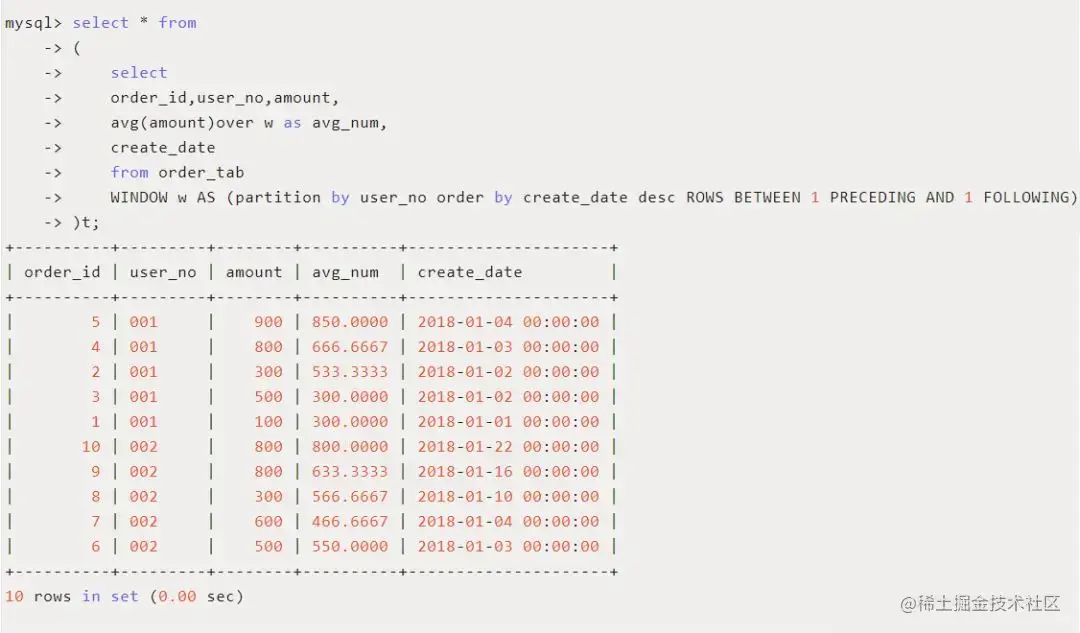 mysql> select * from
    -> (
    ->     select
    ->     order_id,user_no,amount,
    ->     avg(amount)over w as avg_num,
    ->     create_date
    ->     from order_tab
    ->     WINDOW w AS (partition by user_no order by create_date desc ROWS BETWEEN 1 PRECEDING AND 1 FOLLOWING)
    -> )t;
+----------+---------+--------+----------+---------------------+
| order_id | user_no | amount | avg_num  | create_date         |
+----------+---------+--------+----------+---------------------+
|        5 | 001     |    900 | 850.0000 | 2018-01-04 00:00:00 |
|        4 | 001     |    800 | 666.6667 | 2018-01-03 00:00:00 |
|        2 | 001     |    300 | 533.3333 | 2018-01-02 00:00:00 |
|        3 | 001     |    500 | 300.0000 | 2018-01-02 00:00:00 |
|        1 | 001     |    100 | 300.0000 | 2018-01-01 00:00:00 |
|       10 | 002     |    800 | 800.0000 | 2018-01-22 00:00:00 |
|        9 | 002     |    800 | 633.3333 | 2018-01-16 00:00:00 |
|        8 | 002     |    300 | 566.6667 | 2018-01-10 00:00:00 |
|        7 | 002     |    600 | 466.6667 | 2018-01-04 00:00:00 |
|        6 | 002     |    500 | 550.0000 | 2018-01-03 00:00:00 |
+----------+---------+--------+----------+---------------------+
10 rows in set (0.00 sec)
@稀土掘金技术社区